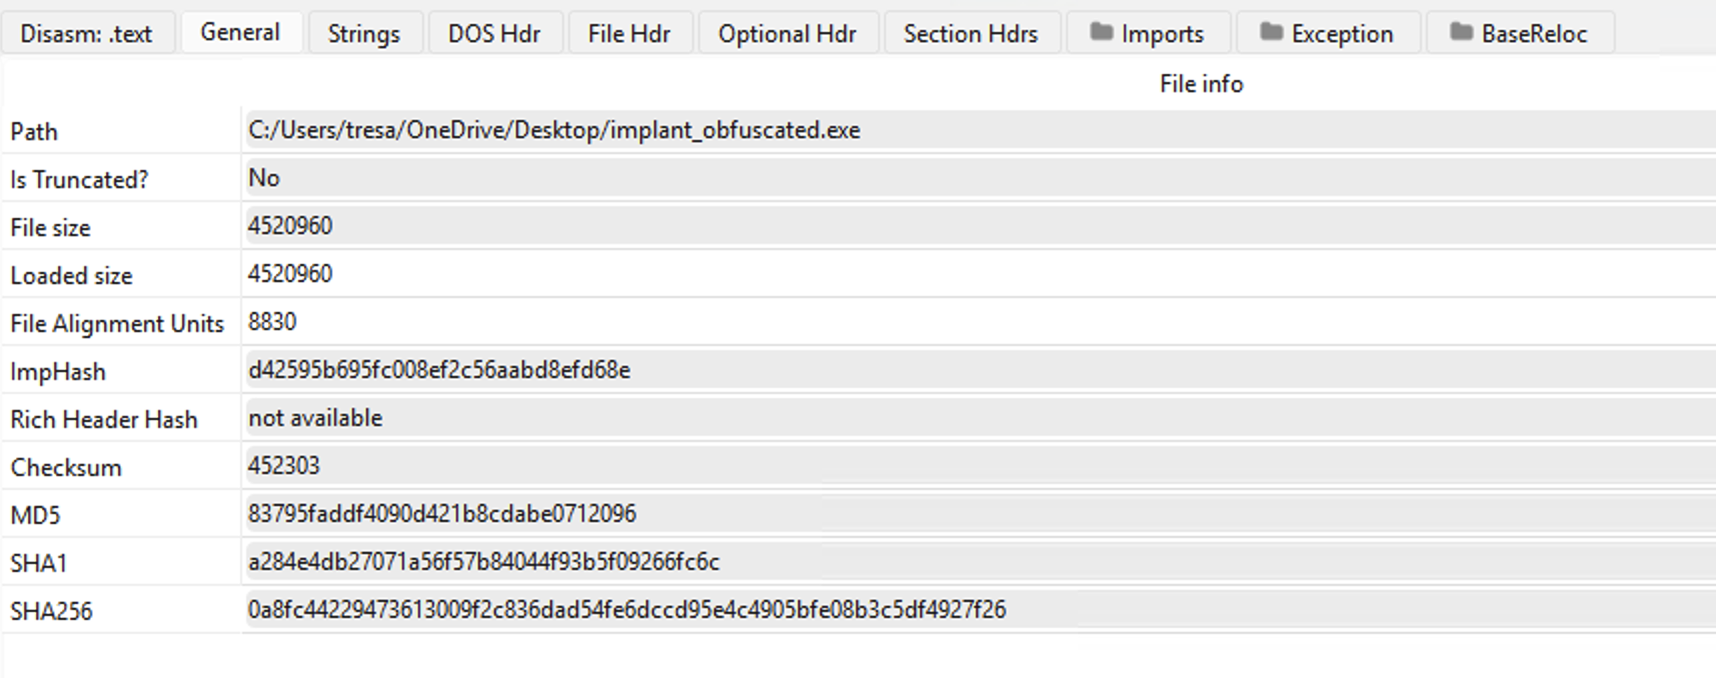 Disasm: .text General Strings DOS Hdr File Hdr Optional Hdr Section Hdrs Imports Exception BaseReloc
File info
Path C:/Users/tresa/OneDrive/Desktop/implant_obfuscated.exe
Is Truncated? No
File size 4520960
Loaded size 4520960
File Alignment Units 8830
ImpHash d42595b695fc008ef2c56aabd8efd68e
Rich Header Hash not available
Checksum 452303
MD5 83795faddf4090d421b8cdabe0712096
SHA1 a284e4db27071a56f57b84044f93b5f09266fc6c
SHA256 0a8fc44229473613009f2c836dad54fe6dccd95e4c4905bfe08b3c5df4927f26